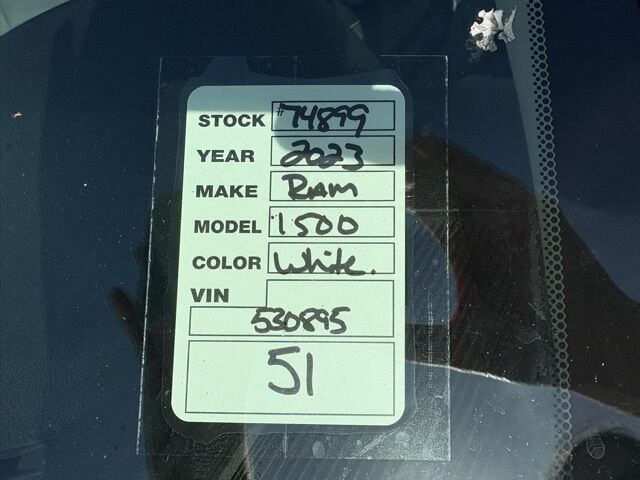 STOCK #74899
YEAR 2023
MAKE RAM
MODEL 1500
COLOR White.
VIN
530895
51